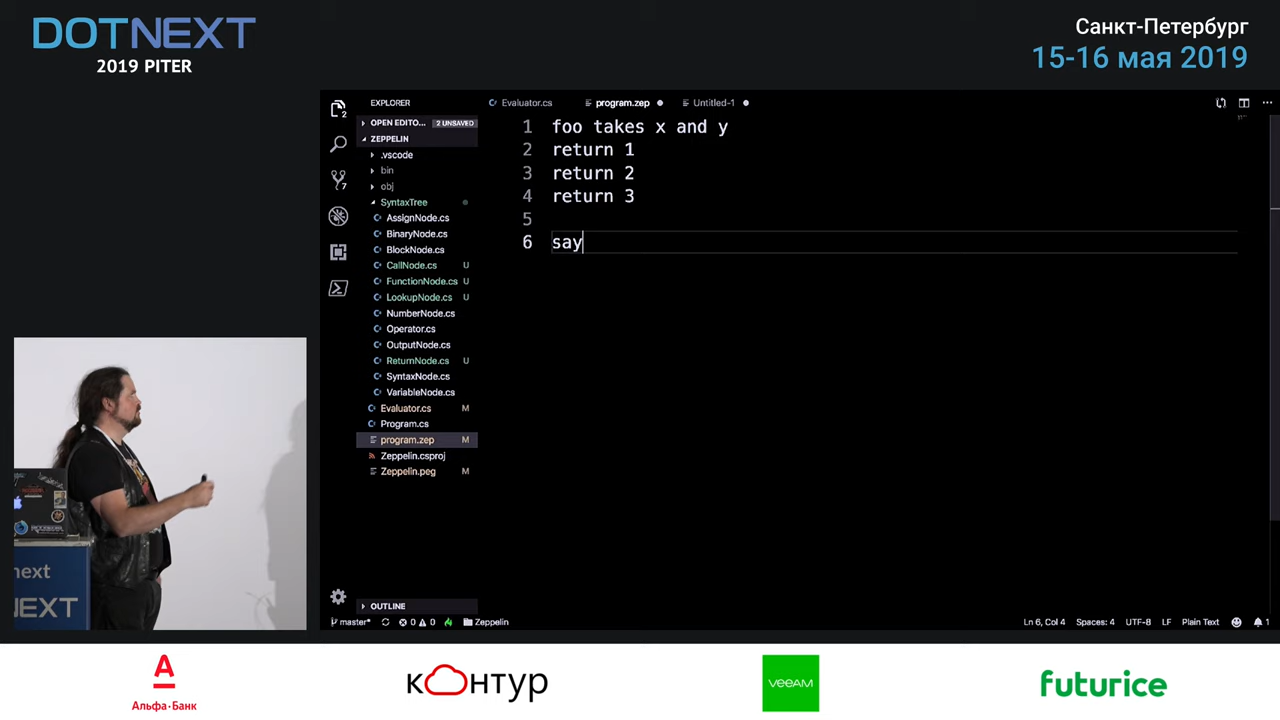 DOTNEXT
2019 PITER
Санкт-Петербург
15-16 мая 2019
EXPLORER
OPEN EDITO... 2 UNSAVED
ZEPPELIN
.vscode
bin
obj
SyntaxTree
AssignNode.cs
BinaryNode.cs
BlockNode.cs
CallNode.cs U
FunctionNode.cs U
LookupNode.cs U
NumberNode.cs
Operator.cs
OutputNode.cs
ReturnNode.cs U
SyntaxNode.cs
VariableNode.cs
Evaluator.cs M
Program.cs
program.zep M
Zeppelin.csproj
Zeppelin.peg M
OUTLINE
Evaluator.cs program.zep Untitled-1
1 foo takes x and y
2 return 1
3 return 2
4 return 3
5
6 say
2
7
master* 0 0 Zeppelin
Ln 6, Col 4 Spaces: 4 UTF-8 LF Plain Text 1
next
NEXT
А
Альфа·Банк
контур
veeam
futurice